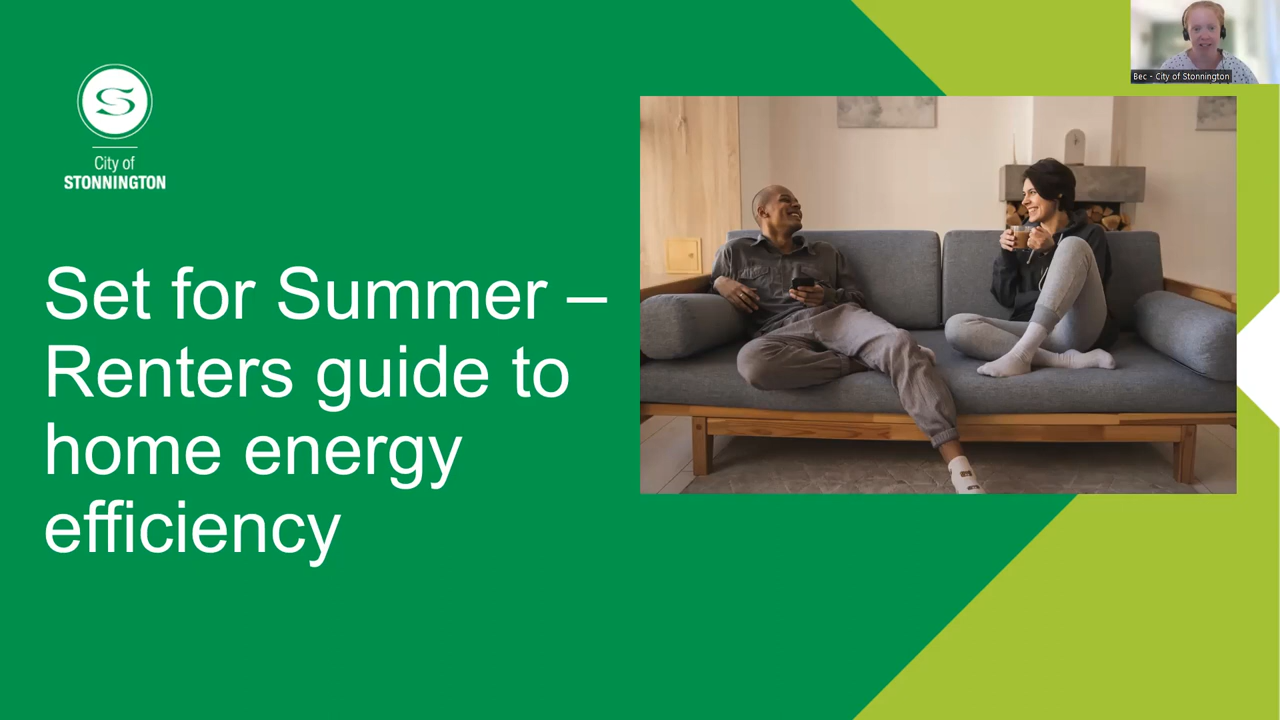 City of
STONNINGTON
Set for Summer –
Renters guide to
home energy
efficiency
Bec - City of Stonnington